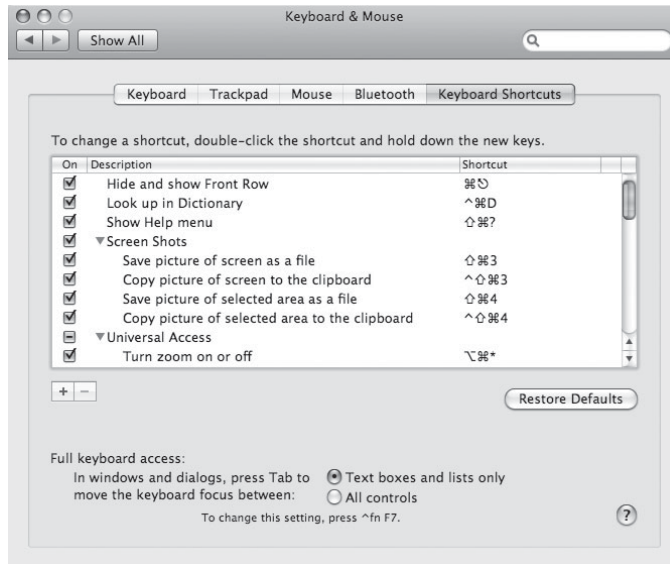 Keyboard & Mouse
Show All
Keyboard Trackpad Mouse Bluetooth Keyboard Shortcuts
To change a shortcut, double-click the shortcut and hold down the new keys.
On Description Shortcut
Hide and show Front Row ⌘⎋
Look up in Dictionary ^⌘D
Show Help menu ⇧⌘?
▼Screen Shots
Save picture of screen as a file ⇧⌘3
Copy picture of screen to the clipboard ^⇧⌘3
Save picture of selected area as a file ⇧⌘4
Copy picture of selected area to the clipboard ^⇧⌘4
▼Universal Access
Turn zoom on or off ⌥⌘*
+ −
Restore Defaults
Full keyboard access:
In windows and dialogs, press Tab to Text boxes and lists only
move the keyboard focus between: All controls
To change this setting, press ^fn F7.
?